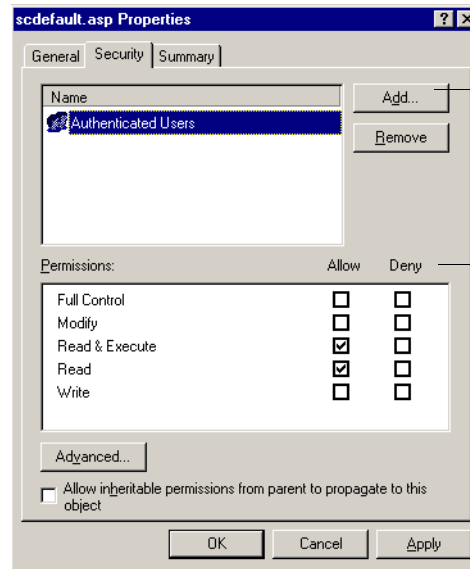 scdefault.asp Properties
General Security Summary
Name
Add...
Authenticated Users
Remove
Permissions: Allow Deny
Full Control
Modify
Read & Execute
Read
Write
Advanced...
Allow inheritable permissions from parent to propagate to this
object
OK Cancel Apply